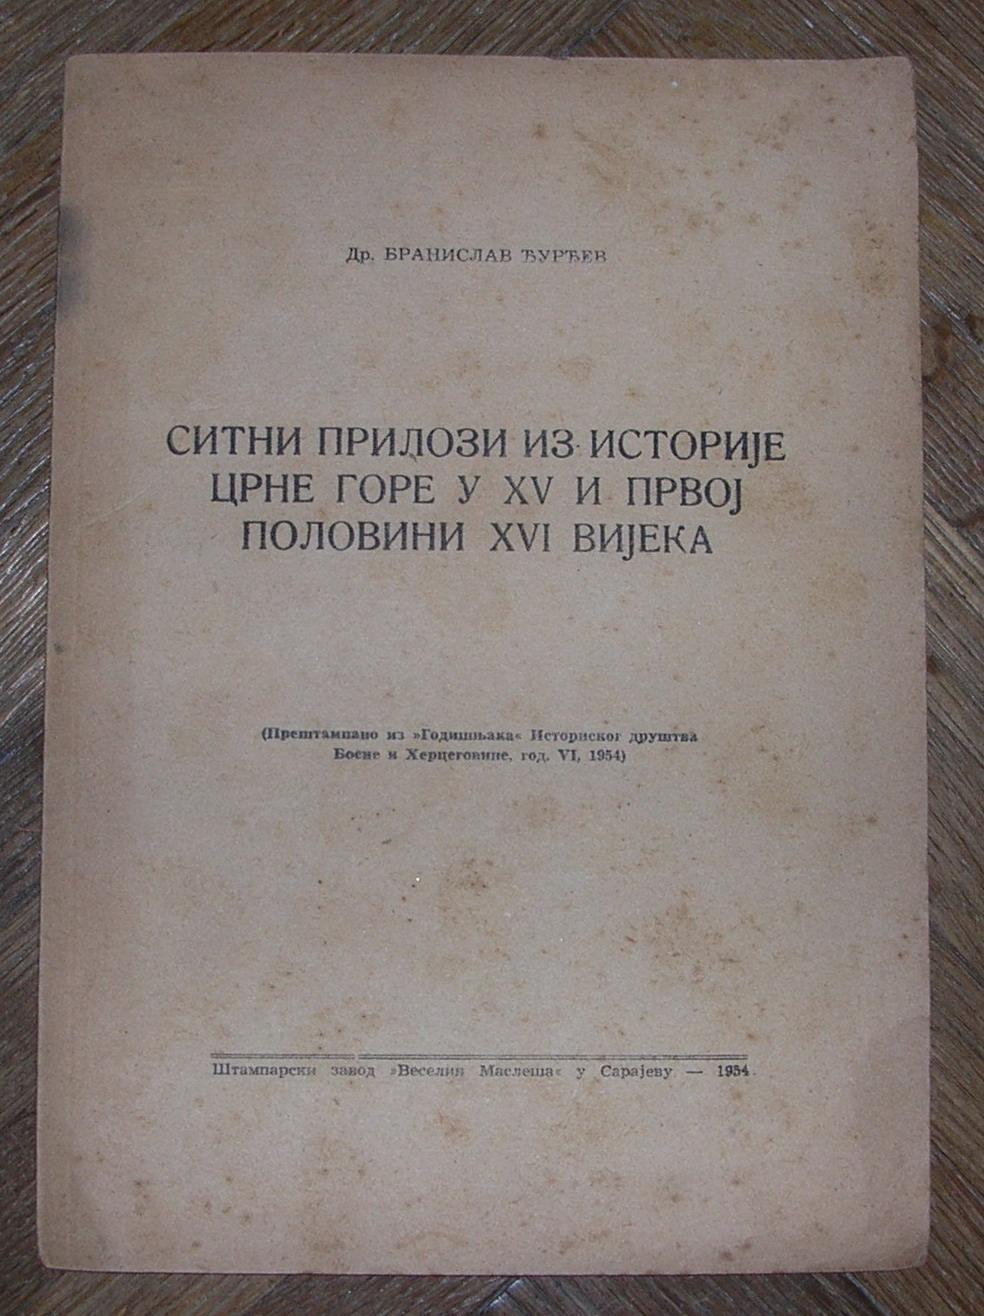 Др. БРАНИСЛАВ ЂУРЂЕВ
СИТНИ ПРИЛОЗИ ИЗ ИСТОРИЈЕ
ЦРНЕ ГОРЕ У XV И ПРВОЈ
ПОЛОВИНИ XVI ВИЈЕКА
(Прештампано из »Годишњака« Историског друштва
Босне и Херцеговине, год. VI, 1954)
Штампарски завод »Веселин Маслеша« у Сарајеву — 1954.